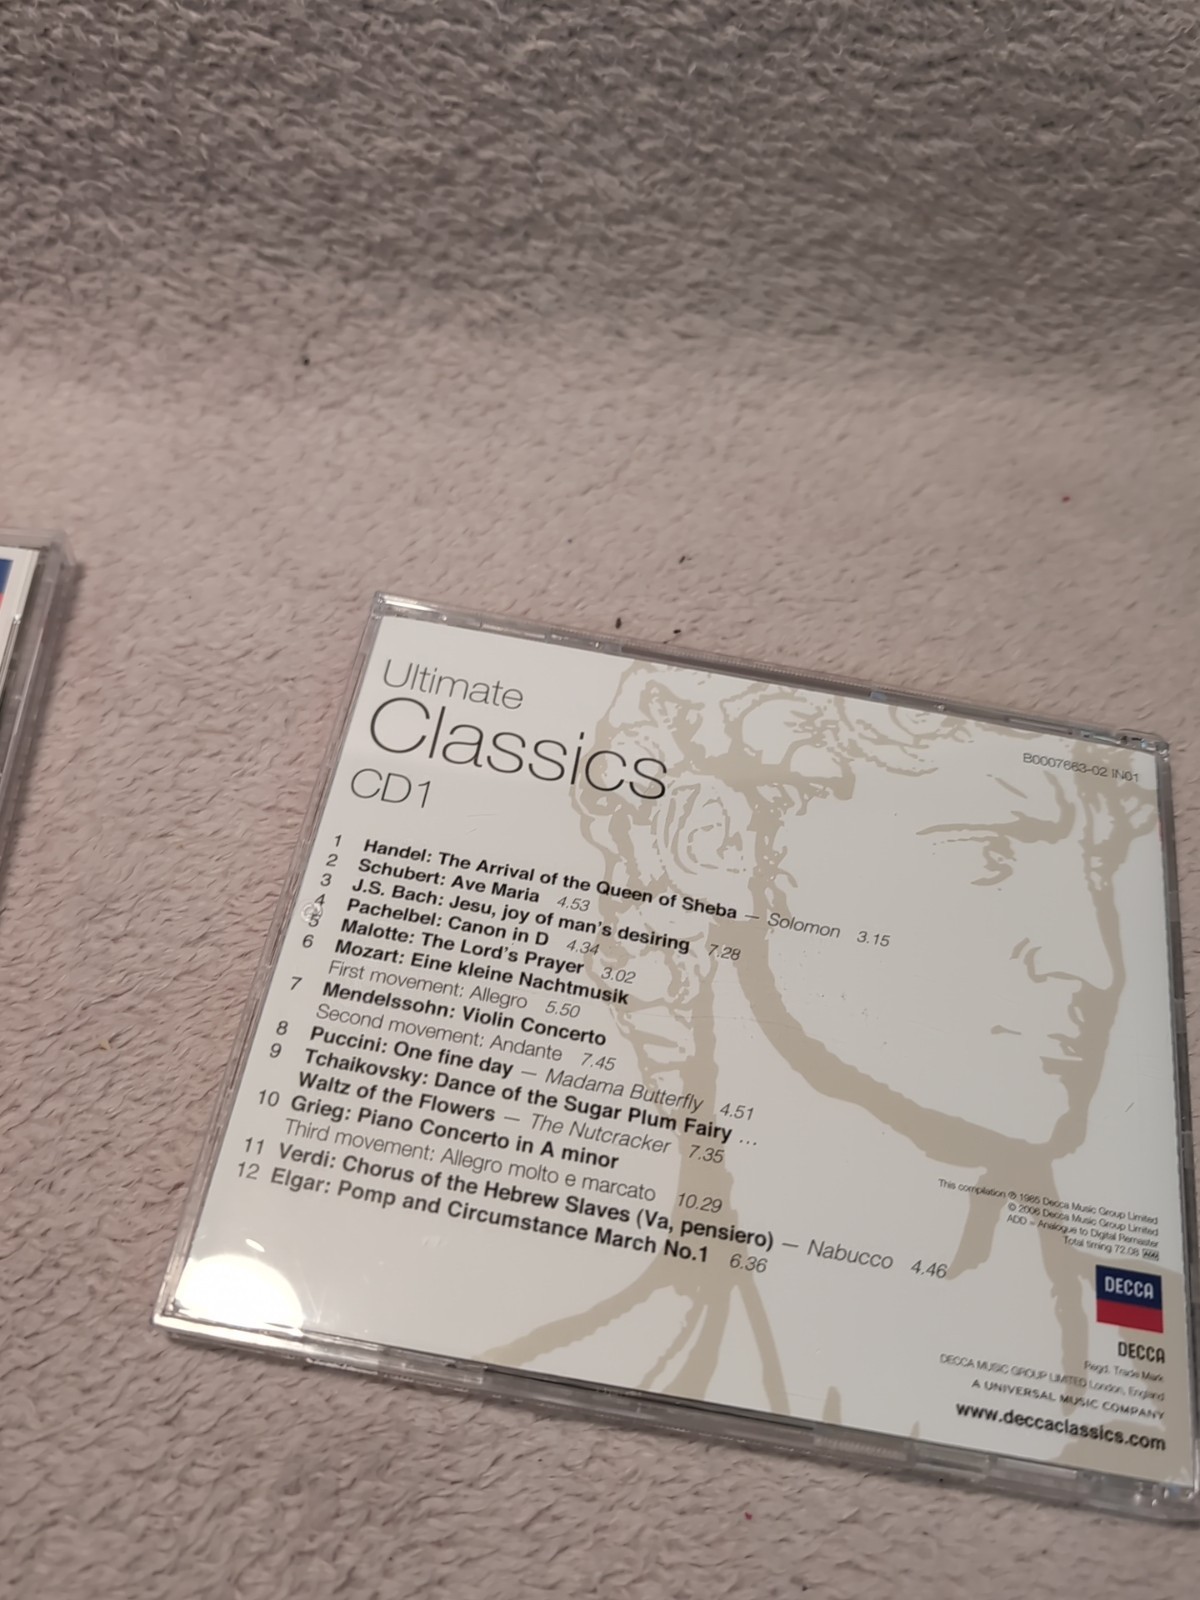 Ultimate
Classics
CD1
B0007663-02 IN01
1 Handel: The Arrival of the Queen of Sheba — Solomon 3.15
2 Schubert: Ave Maria 4.53
3 J.S. Bach: Jesu, joy of man's desiring 7.28
4 Pachelbel: Canon in D 4.34
5 Malotte: The Lord's Prayer 3.02
6 Mozart: Eine kleine Nachtmusik
First movement: Allegro 5.50
7 Mendelssohn: Violin Concerto
Second movement: Andante 7.45
8 Puccini: One fine day — Madama Butterfly 4.51
9 Tchaikovsky: Dance of the Sugar Plum Fairy ...
Waltz of the Flowers — The Nutcracker 7.35
10 Grieg: Piano Concerto in A minor
Third movement: Allegro molto e marcato 10.29
11 Verdi: Chorus of the Hebrew Slaves (Va, pensiero) — Nabucco 4.46
12 Elgar: Pomp and Circumstance March No.1 6.36
This compilation ℗ 1985 Decca Music Group Limited
© 2006 Decca Music Group Limited
ADD – Analogue to Digital Remaster
Total timing 72.08
DECCA
DECCA
Regd. Trade Mark
DECCA MUSIC GROUP LIMITED London, England
A UNIVERSAL MUSIC COMPANY
www.deccaclassics.com